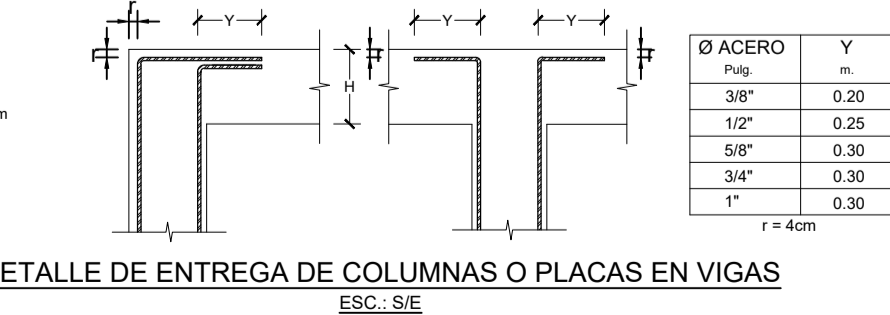 r
Y
r
H
m
Y
Y
r
r
Ø ACERO Y
Pulg. m.
3/8" 0.20
1/2" 0.25
5/8" 0.30
3/4" 0.30
1" 0.30
r = 4cm
ETALLE DE ENTREGA DE COLUMNAS O PLACAS EN VIGAS
ESC.: S/E